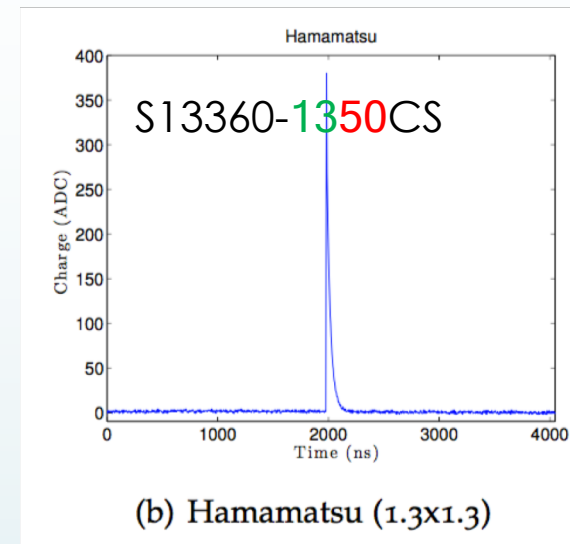 Hamamatsu
S13360-1350CS
Charge (ADC)
400
350
300
250
200
150
100
50
0
0 1000 2000 3000 4000
Time (ns)
(b) Hamamatsu (1.3x1.3)